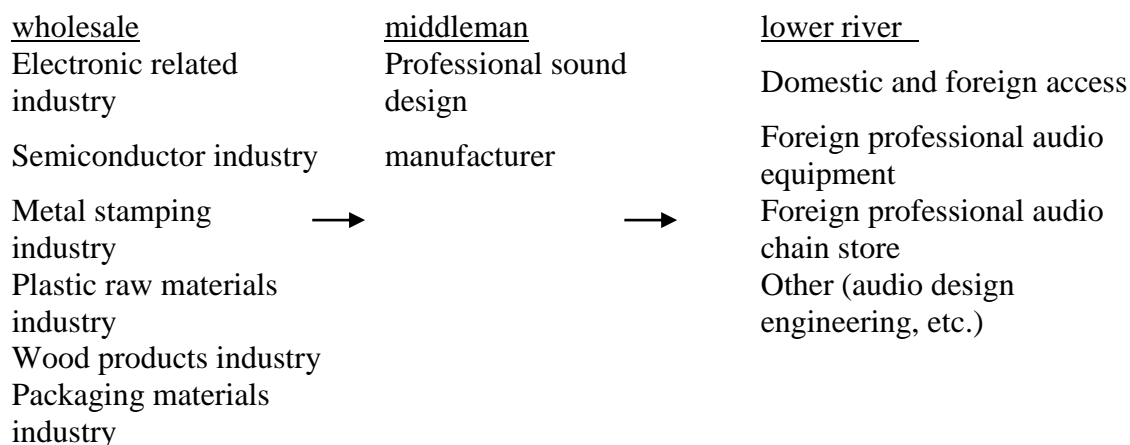 wholesale
Electronic related
industry
Semiconductor industry
Metal stamping
industry
Plastic raw materials
industry
Wood products industry
Packaging materials
industry
middleman
Professional sound
design
manufacturer
lower river
Domestic and foreign access
Foreign professional audio
equipment
Foreign professional audio
chain store
Other (audio design
engineering, etc.)